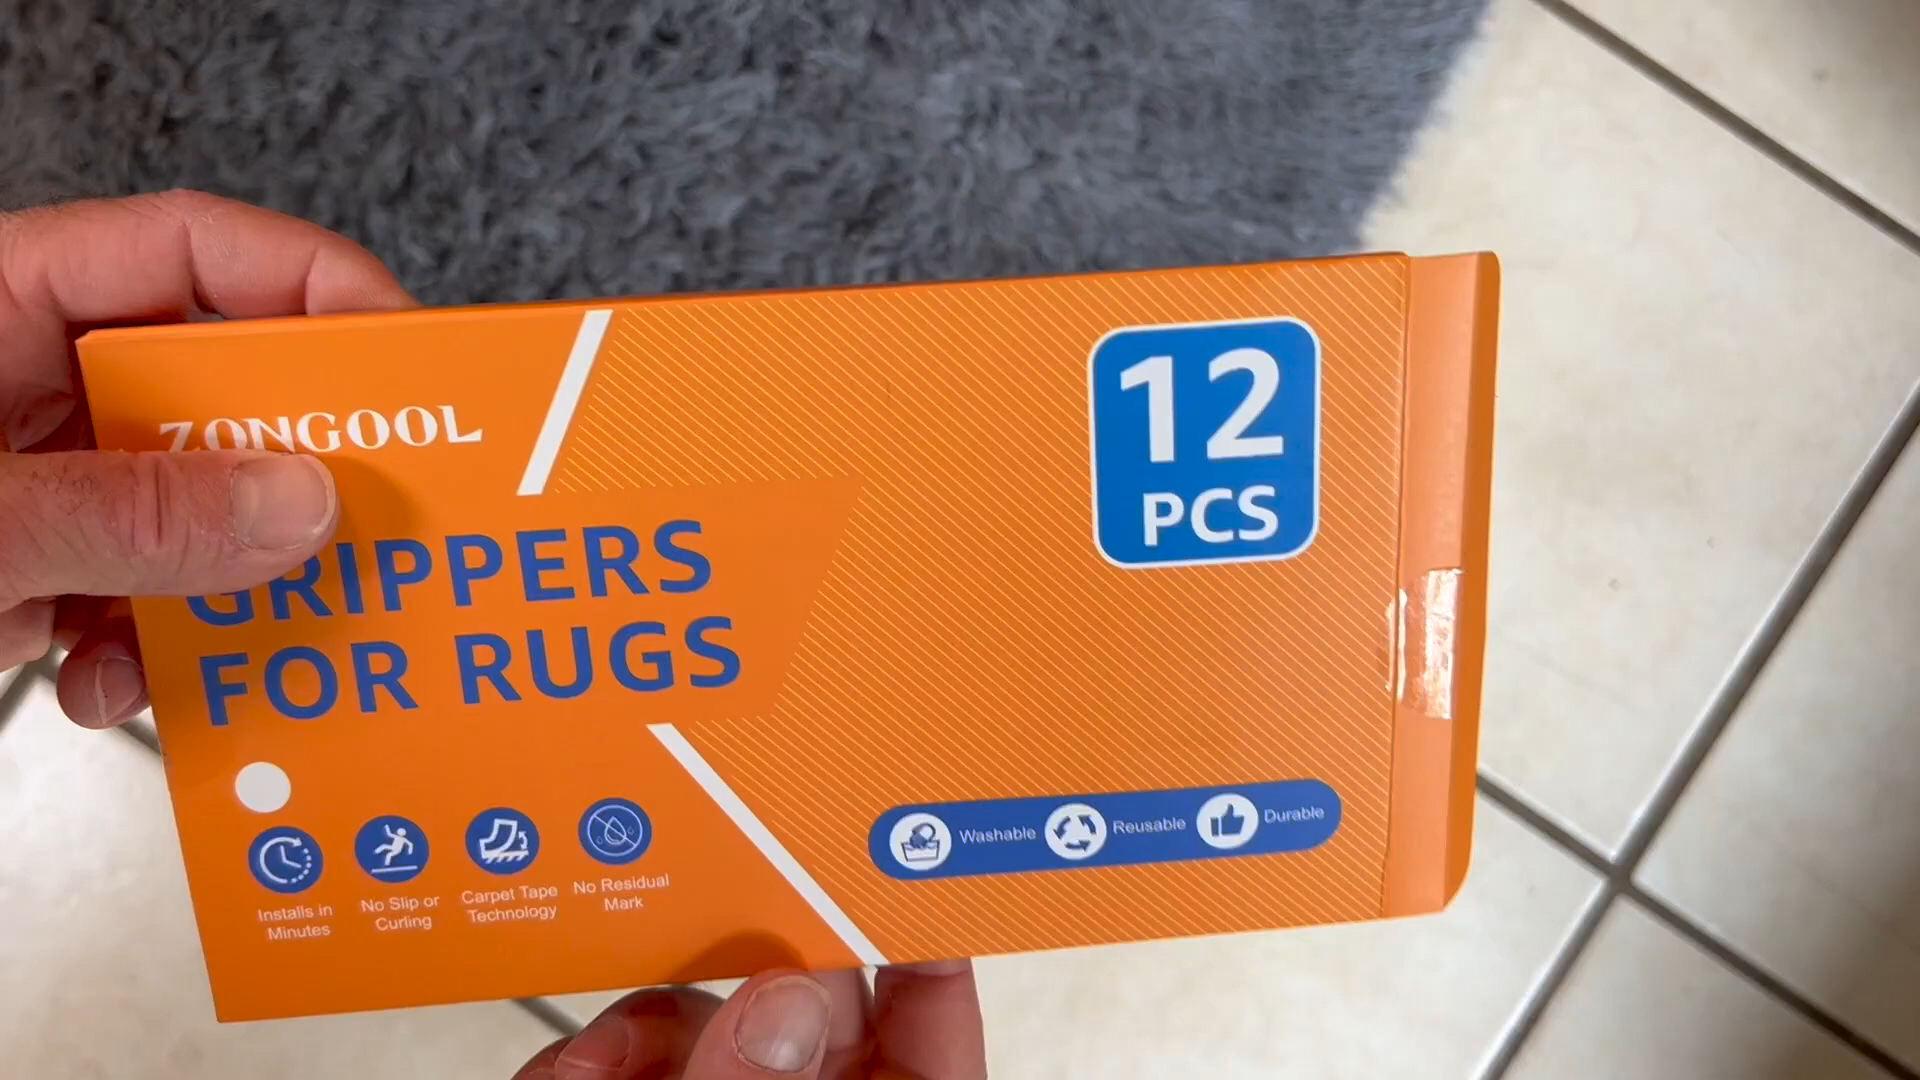 ZONGOOL
12
PCS
GRIPPERS
FOR RUGS
Installs in
Minutes
No Slip or
Curling
Carpet Tape
Technology
No Residual
Mark
Washable
Reusable
Durable